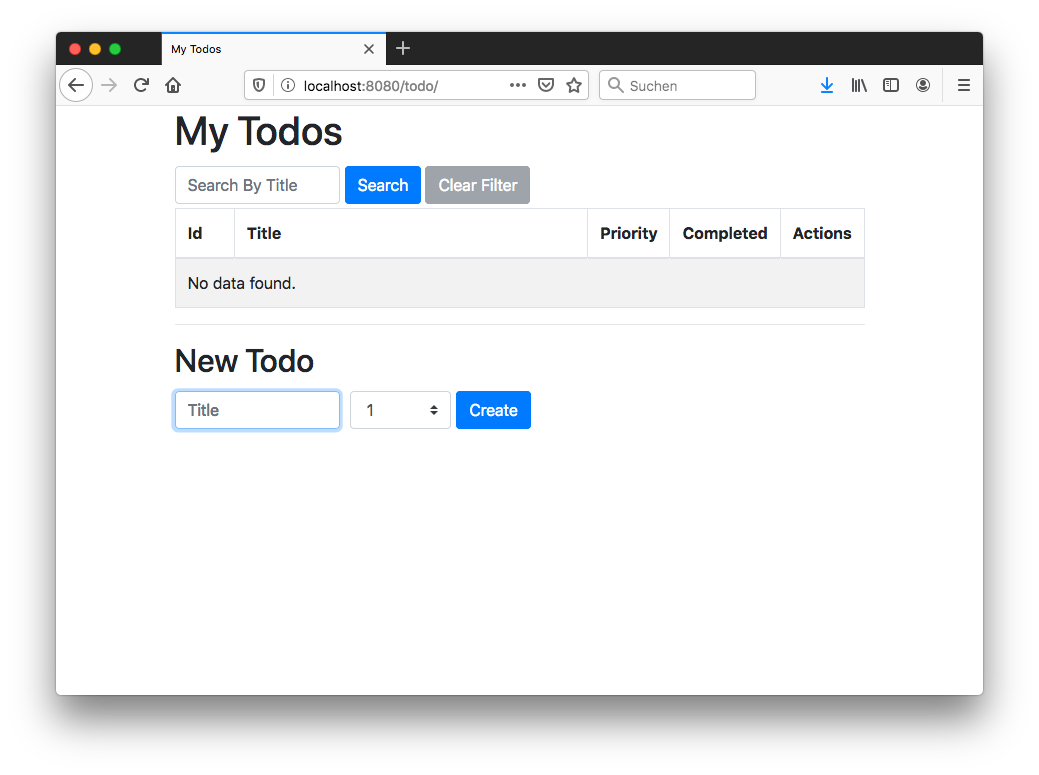 My Todos
localhost:8080/todo/
Suchen
My Todos
Search By Title Search Clear Filter
Id Title Priority Completed Actions
No data found.
New Todo
Title 1 Create